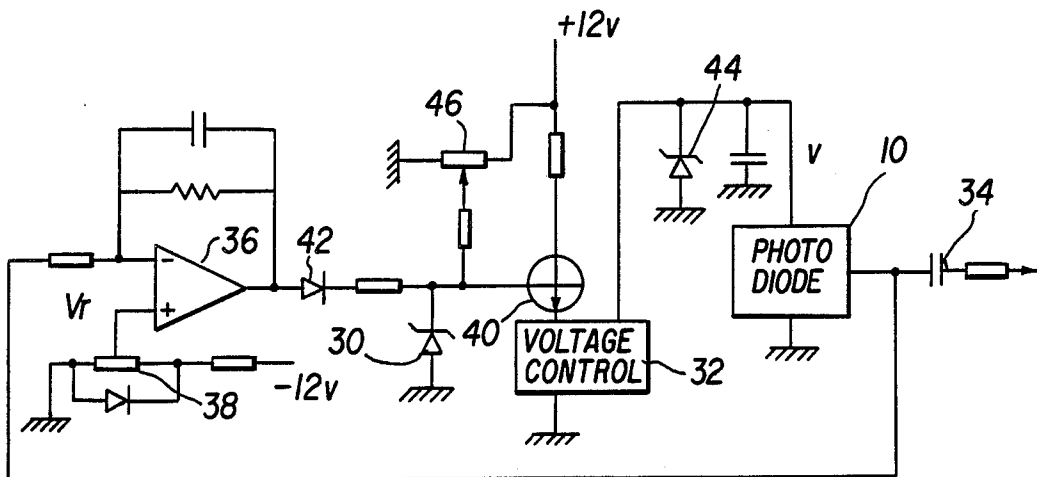 +12v
44
46
V
10
34
36
42
Vr
PHOTO
DIODE
30
40
VOLTAGE
CONTROL
32
-12v
38